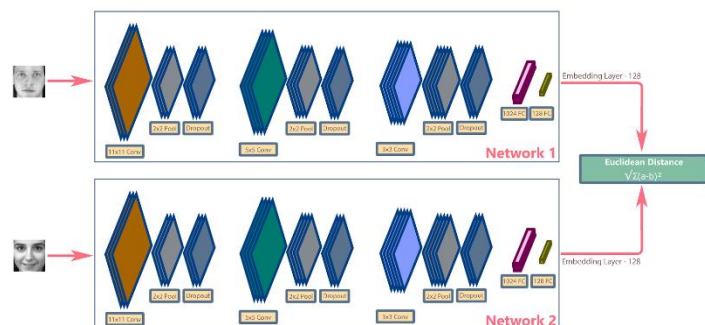 Embedding Layer - 128
2x2 Pool
Dropout
2x2 Pool
Dropout
2x2 Pool
Dropout
1024 FC
128 FC
11x11 Conv
5x5 Conv
3x3 Conv
Network 1
Euclidean Distance
√Σ(a-b)²
Embedding Layer - 128
2x2 Pool
Dropout
2x2 Pool
Dropout
2x2 Pool
Dropout
1024 FC
128 FC
11x11 Conv
5x5 Conv
3x3 Conv
Network 2